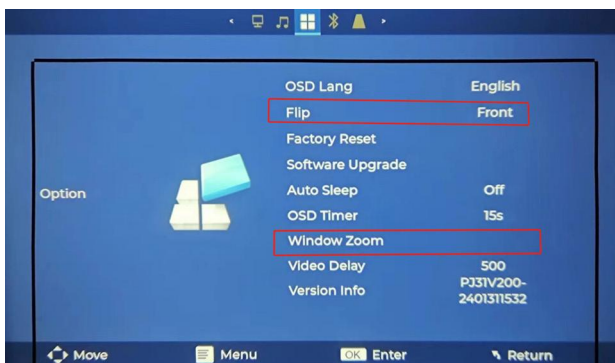 OSD Lang English
Flip Front
Factory Reset
Software Upgrade
Option
Auto Sleep Off
OSD Timer 15s
Window Zoom
Video Delay 500
Version Info PJ31V200-
2401311532
Move Menu OK Enter Return